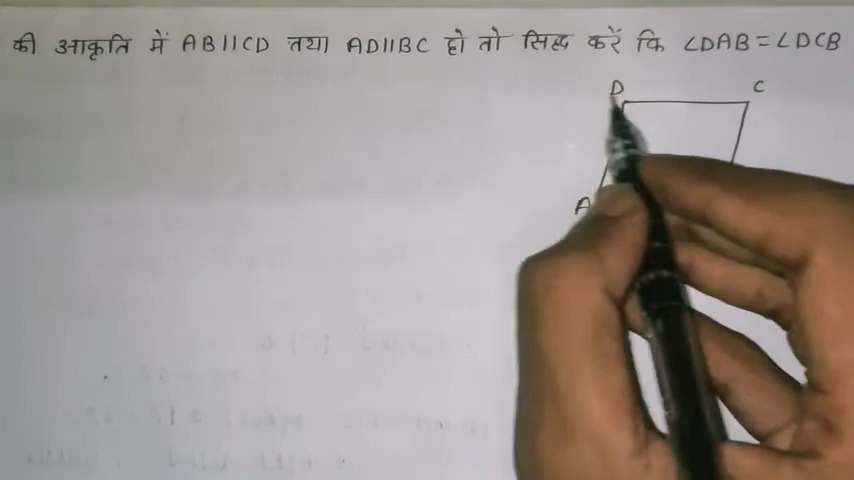 की आकृति में AB||CD तथा AD||BC हो तो सिद्ध करें कि ∠DAB=∠DCB
D C
A